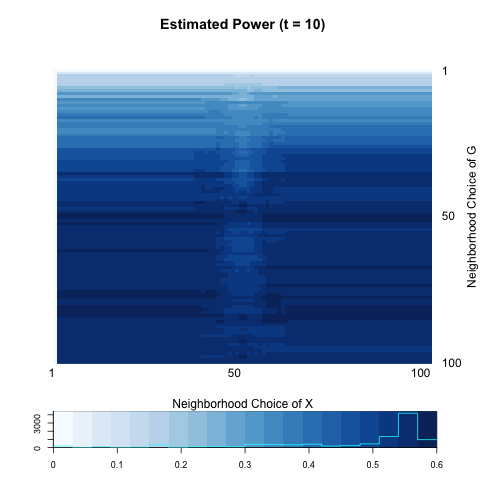 Estimated Power (t = 10)
1
50
100
Neighborhood Choice of G
1 50 100
Neighborhood Choice of X
0 3000
0 0.1 0.2 0.3 0.4 0.5 0.6